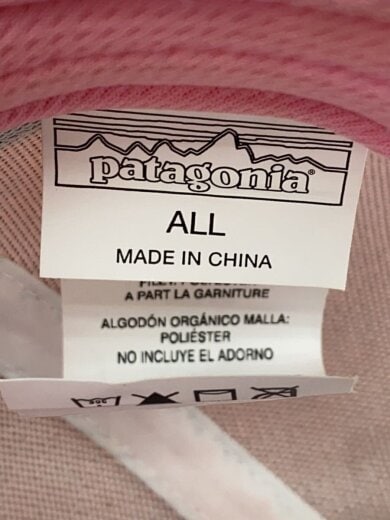 patagonia®
ALL
MADE IN CHINA
A PART LA GARNITURE
ALGODÓN ORGÁNICO MALLA:
POLIÉSTER
NO INCLUYE EL ADORNO